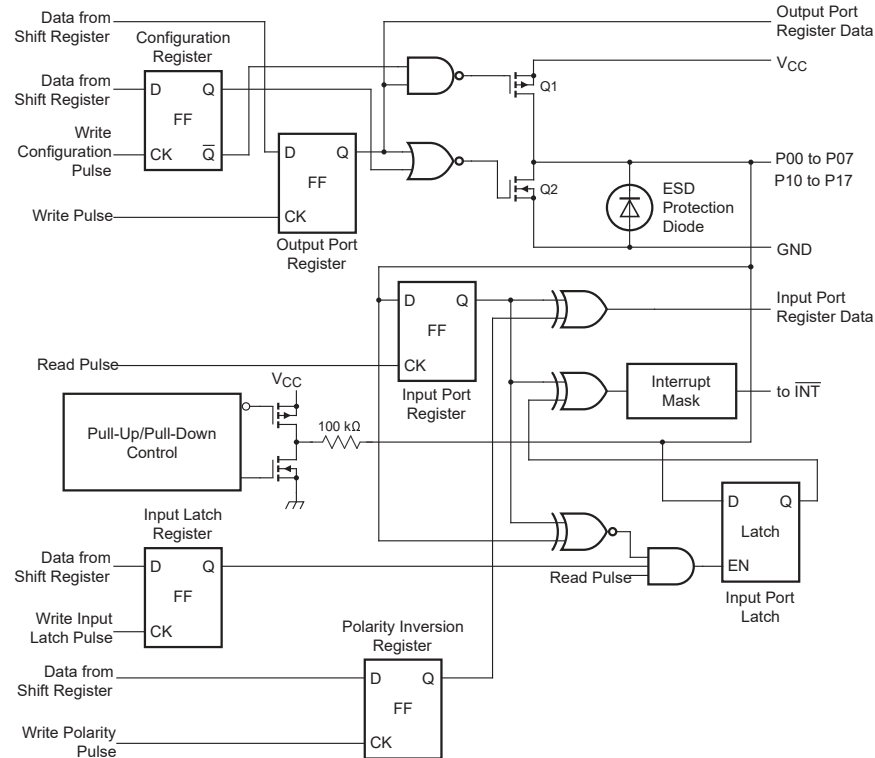 Data from
Shift Register
Configuration
Register
Output Port
Register Data
Data from
Shift Register
D
Q
FF
CK
Q
Write
Configuration
Pulse
Q1
VCC
D
Q
FF
CK
Output Port
Register
Write Pulse
Q2
P00 to P07
P10 to P17
ESD
Protection
Diode
GND
D
Q
FF
CK
Input Port
Register
Input Port
Register Data
Read Pulse
VCC
Pull-Up/Pull-Down
Control
100 kΩ
Interrupt
Mask
to INT
D
Q
Latch
EN
Input Port
Latch
Input Latch
Register
Data from
Shift Register
D
Q
FF
CK
Read Pulse
Write Input
Latch Pulse
Polarity Inversion
Register
Data from
Shift Register
D
Q
FF
CK
Write Polarity
Pulse